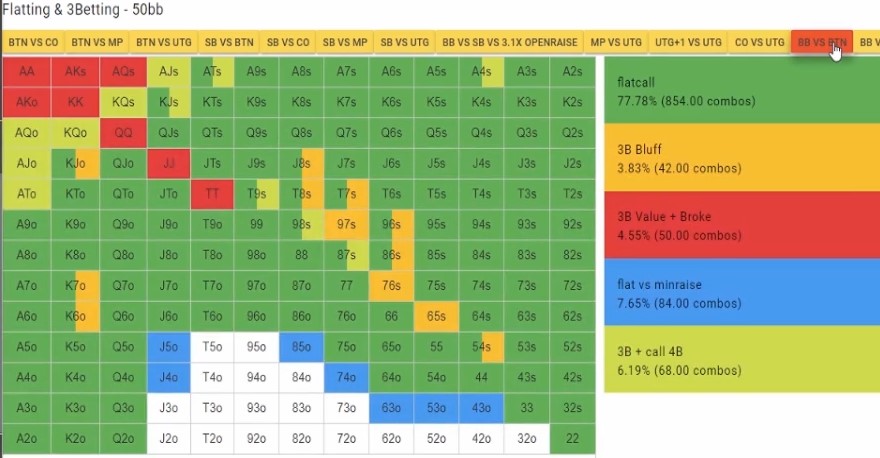 Flatting & 3Betting - 50bb
BTN VS CO BTN VS MP BTN VS UTG SB VS BTN SB VS CO SB VS MP SB VS UTG BB VS SB VS 3.1X OPENRAISE MP VS UTG UTG+1 VS UTG CO VS UTG BB VS BTN BB V
AA AKs AQs AJs ATs A9s A8s A7s A6s A5s A4s A3s A2s
AKo KK KQs KJs KTs K9s K8s K7s K6s K5s K4s K3s K2s
AQo KQo QQ QJs QTs Q9s Q8s Q7s Q6s Q5s Q4s Q3s Q2s
AJo KJo QJo JJ JTs J9s J8s J7s J6s J5s J4s J3s J2s
ATo KTo QTo JTo TT T9s T8s T7s T6s T5s T4s T3s T2s
A9o K9o Q9o J9o T9o 99 98s 97s 96s 95s 94s 93s 92s
A8o K8o Q8o J8o T8o 98o 88 87s 86s 85s 84s 83s 82s
A7o K7o Q7o J7o T7o 97o 87o 77 76s 75s 74s 73s 72s
A6o K6o Q6o J6o T6o 96o 86o 76o 66 65s 64s 63s 62s
A5o K5o Q5o J5o T5o 95o 85o 75o 65o 55 54s 53s 52s
A4o K4o Q4o J4o T4o 94o 84o 74o 64o 54o 44 43s 42s
A3o K3o Q3o J3o T3o 93o 83o 73o 63o 53o 43o 33 32s
A2o K2o Q2o J2o T2o 92o 82o 72o 62o 52o 42o 32o 22
flatcall
77.78% (854.00 combos)
3B Bluff
3.83% (42.00 combos)
3B Value + Broke
4.55% (50.00 combos)
flat vs minraise
7.65% (84.00 combos)
3B + call 4B
6.19% (68.00 combos)